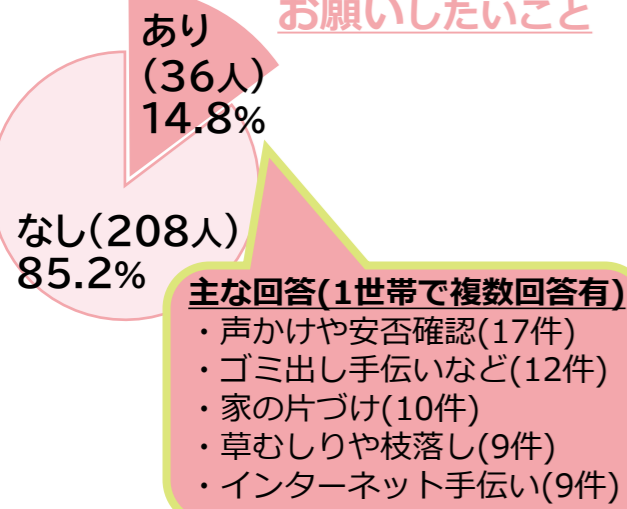 お願いしたいこと
あり
(36人)
14.8%
なし(208人)
85.2%
主な回答(1世帯で複数回答有)
・声かけや安否確認(17件)
・ゴミ出し手伝いなど(12件)
・家の片づけ(10件)
・草むしりや枝落し(9件)
・インターネット手伝い(9件)